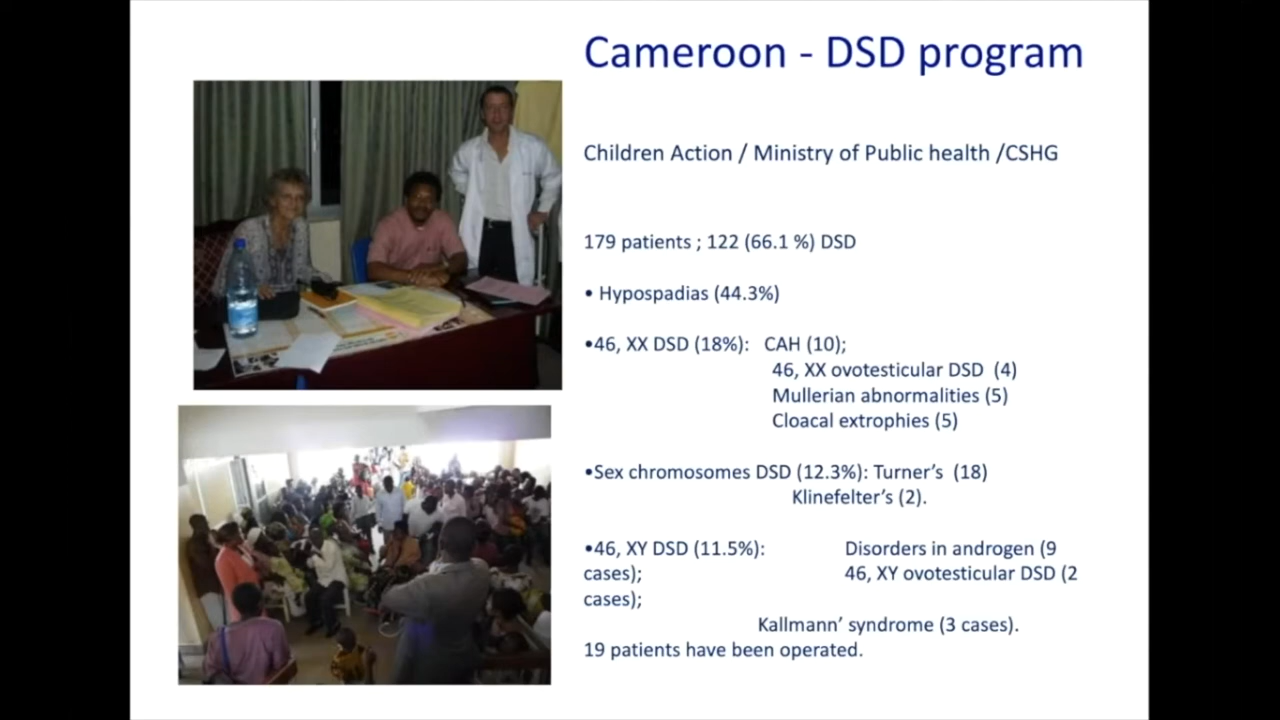 Cameroon - DSD program
Children Action / Ministry of Public health /CSHG
179 patients ; 122 (66.1 %) DSD
• Hypospadias (44.3%)
•46, XX DSD (18%): CAH (10);
46, XX ovotesticular DSD (4)
Mullerian abnormalities (5)
Cloacal extrophies (5)
•Sex chromosomes DSD (12.3%): Turner’s (18)
Klinefelter’s (2).
•46, XY DSD (11.5%): Disorders in androgen (9
cases); 46, XY ovotesticular DSD (2
cases);
Kallmann’ syndrome (3 cases).
19 patients have been operated.